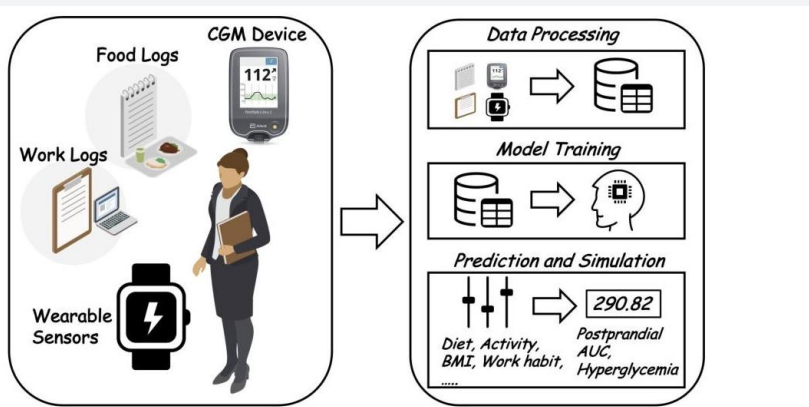 CGM Device
Food Logs
112
Work Logs
Wearable
Sensors
Data Processing
112
Model Training
Prediction and Simulation
290.82
Diet, Activity,
BMI, Work habit,
.....
Postprandial
AUC,
Hyperglycemia